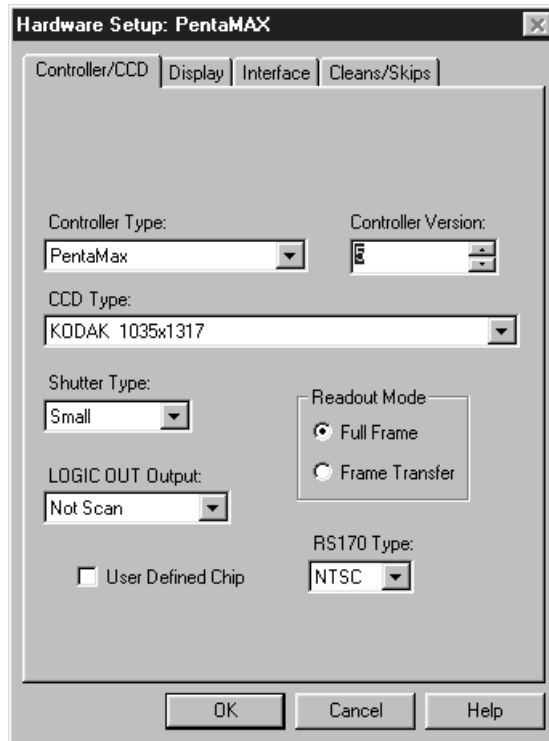 Hardware Setup: PentaMAX
Controller/CCD Display Interface Cleans/Skips
Controller Type: Controller Version:
PentaMax 5
CCD Type:
KODAK 1035x1317
Shutter Type:
Small
Readout Mode
Full Frame
Frame Transfer
LOGIC OUT Output:
Not Scan
RS170 Type:
User Defined Chip NTSC
OK Cancel Help